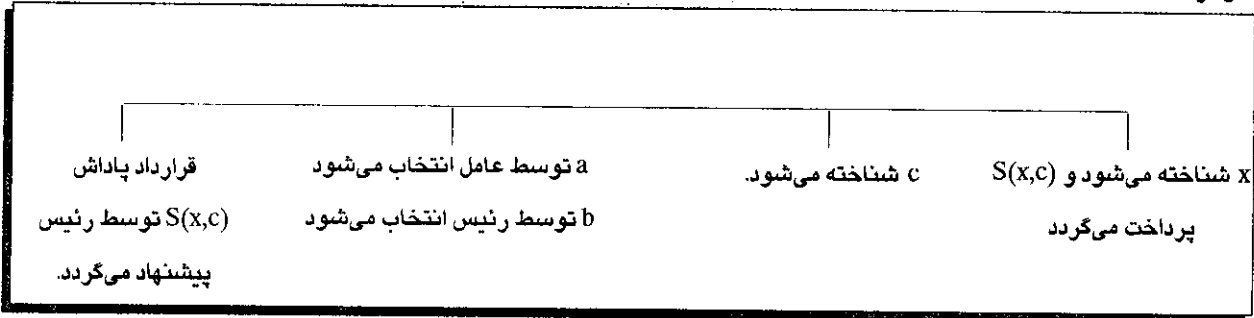 قرارداد پاداش
S(x,c) توسط رئیس
پیشنهاد می‌گردد.
a توسط عامل انتخاب می‌شود
b توسط رئیس انتخاب می‌شود
c شناخته می‌شود.
x شناخته می‌شود و S(x,c)
پرداخت می‌گردد